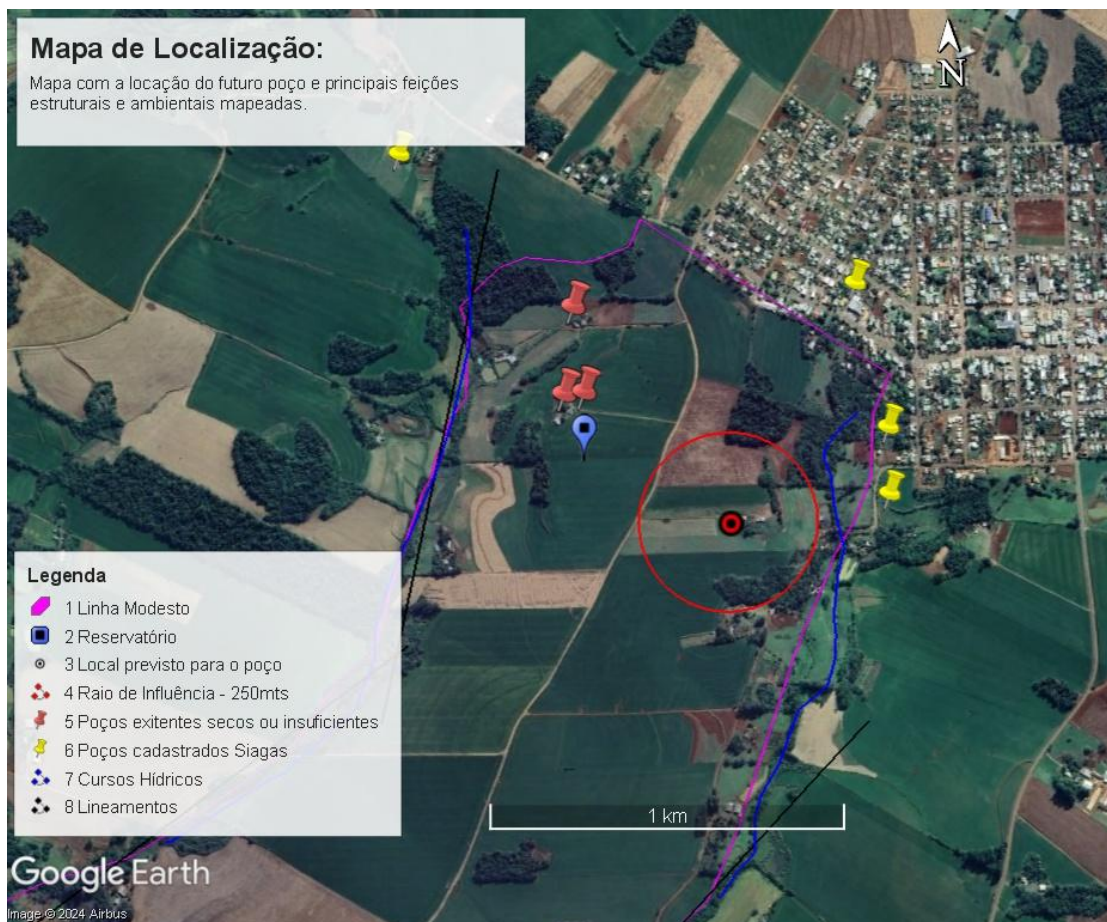 Mapa de Localização:
Mapa com a locação do futuro poço e principais feições
estruturais e ambientais mapeadas.
N
Legenda
1 Linha Modesto
2 Reservatório
3 Local previsto para o poço
4 Raio de Influência - 250mts
5 Poços exitentes secos ou insuficientes
6 Poços cadastrados Siagas
7 Cursos Hídricos
8 Lineamentos
1 km
Google Earth
Image © 2024 Airbus